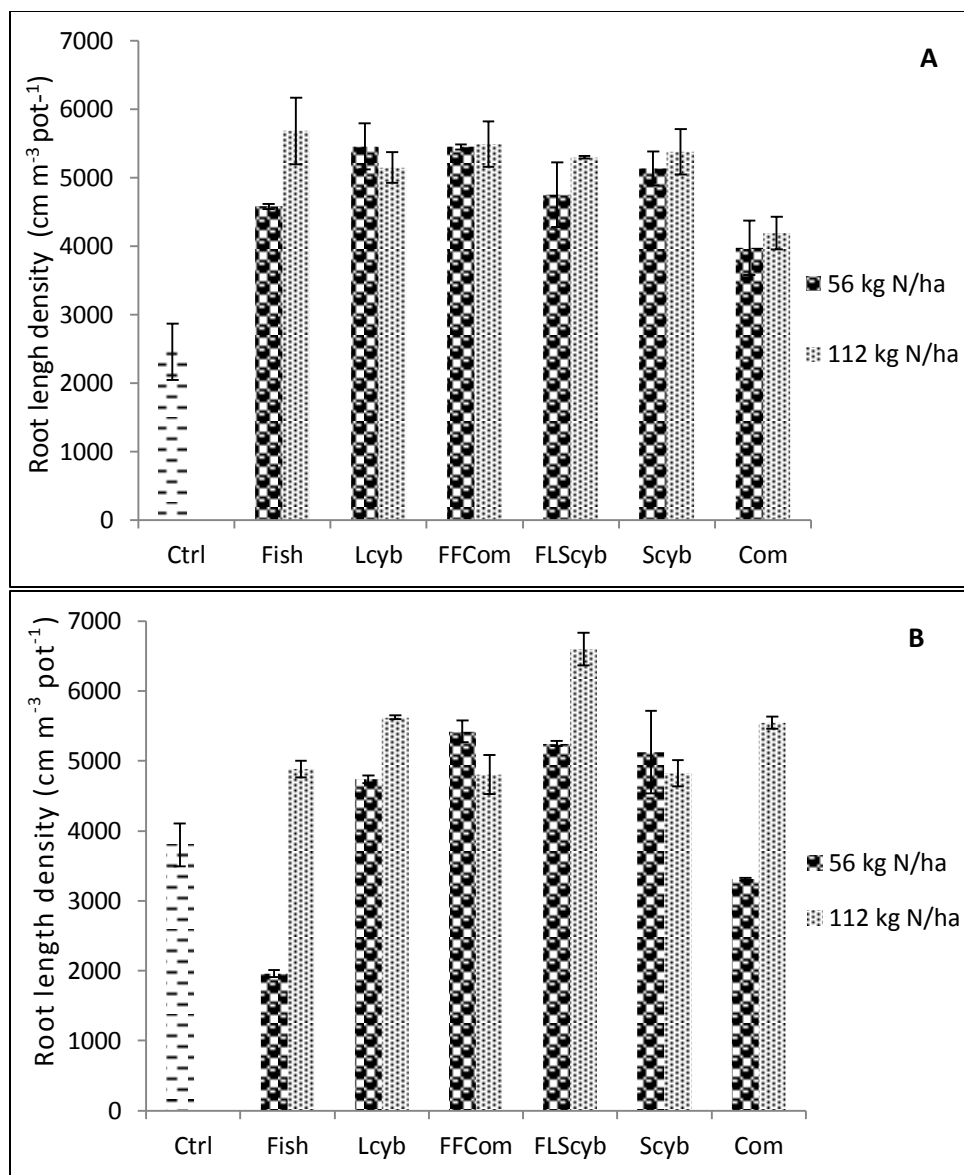 A
Root lengh density (cm m⁻³ pot-¹)
7000
6000
5000
4000
3000
2000
1000
0
Ctrl Fish Lcyb FFCom FLScyb Scyb Com
56 kg N/ha
112 kg N/ha
B
Root length density (cm m⁻³ pot⁻¹)
7000
6000
5000
4000
3000
2000
1000
0
Ctrl Fish Lcyb FFCom FLScyb Scyb Com
56 kg N/ha
112 kg N/ha